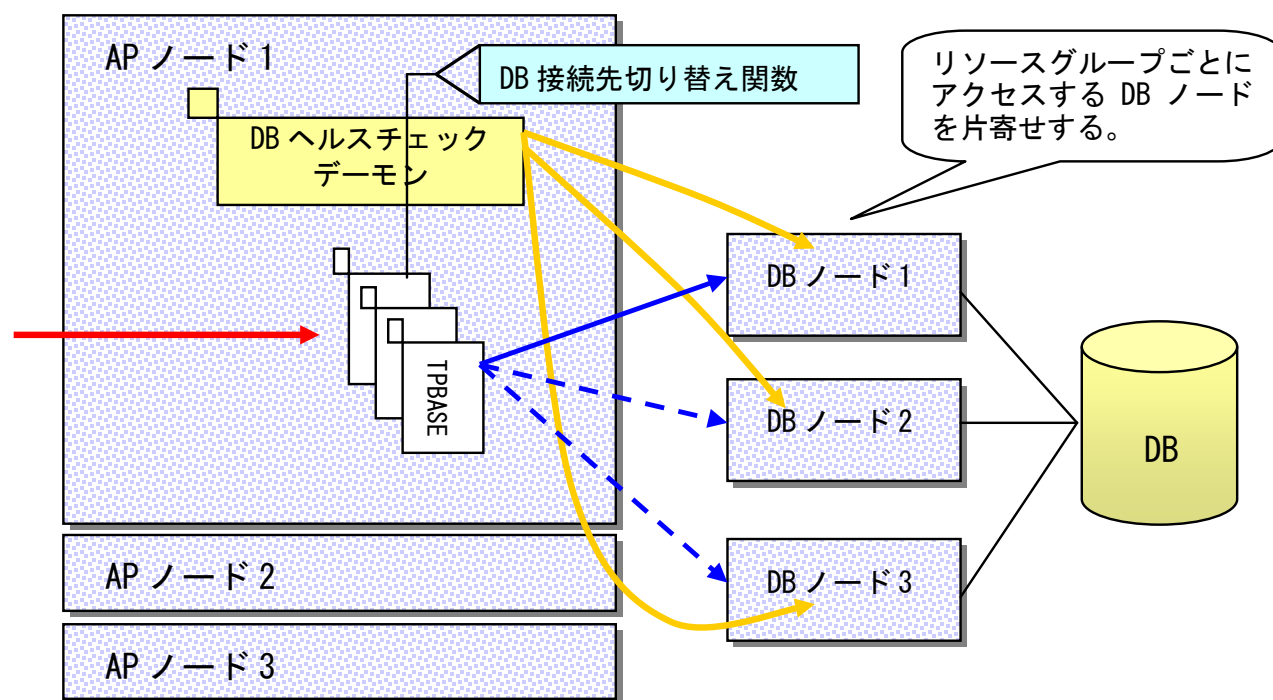 AP ノード 1
DB 接続先切り替え関数
リソースグループごとに
アクセスする DB ノード
を片寄せする。
DB ヘルスチェック
デーモン
DB ノード 1
TPBASE
DB ノード 2
DB
DB ノード 3
AP ノード 2
AP ノード 3